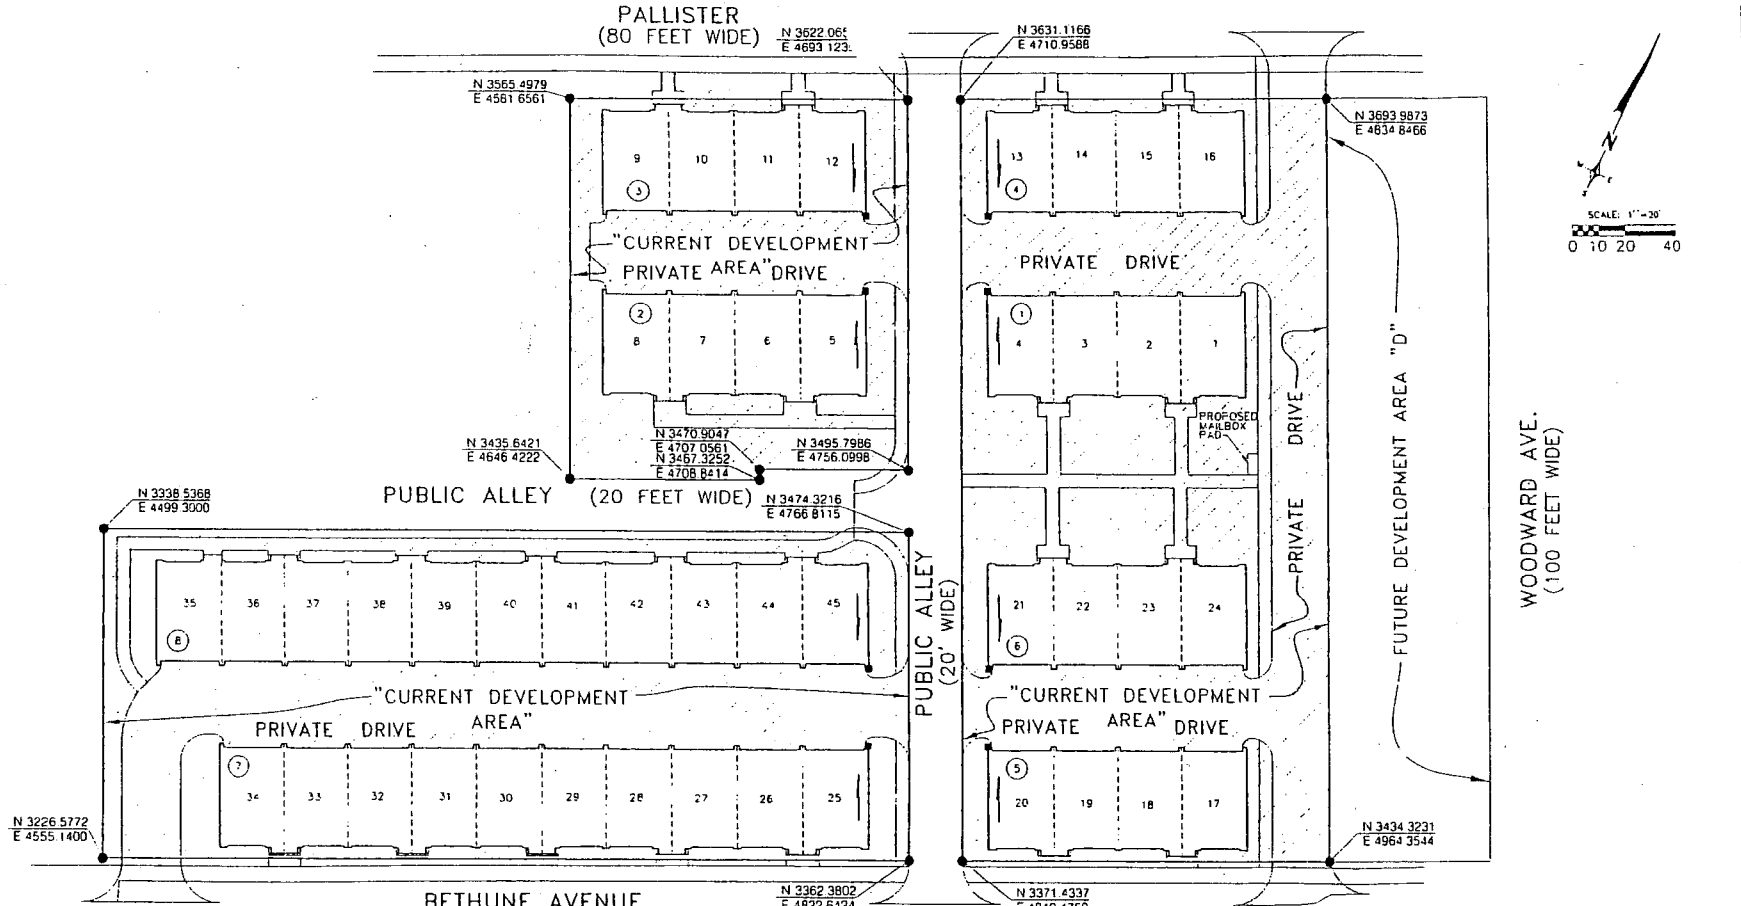 PALLISTER
(80 FEET WIDE)
N 3622.065
E 4693.123
N 3631.1166
E 4710.9588
N 3565.4979
E 4581.6561
N 3693.9873
E 4834.8466
N
SCALE: 1"=20'
0 10 20 40
9 10 11 12
3
13 14 15 16
4
"CURRENT DEVELOPMENT
AREA"
PRIVATE DRIVE
PRIVATE DRIVE
2
8 7 6 5
1
4 3 2 1
PROPOSED
MAILBOX
PAD
PRIVATE DRIVE
FUTURE DEVELOPMENT AREA "D"
WOODWARD AVE.
(100 FEET WIDE)
N 3435.6421
E 4646.4222
N 3470.9047
E 4707.0561
N 3467.3252
E 4708.8414
N 3495.7986
E 4756.0998
PUBLIC ALLEY (20 FEET WIDE)
N 3474.3216
E 4766.8115
N 3338.5368
E 4499.3000
35 36 37 38 39 40 41 42 43 44 45
8
PUBLIC ALLEY
(20' WIDE)
21 22 23 24
6
PRIVATE DRIVE
"CURRENT DEVELOPMENT
AREA"
PRIVATE DRIVE
"CURRENT DEVELOPMENT
AREA"
PRIVATE DRIVE
7
34 33 32 31 30 29 28 27 26 25
5
20 19 18 17
N 3226.5772
E 4555.1400
N 3434.3231
E 4964.3544
N 3362.3802
N 3371.4337
BETHUNE AVENUE